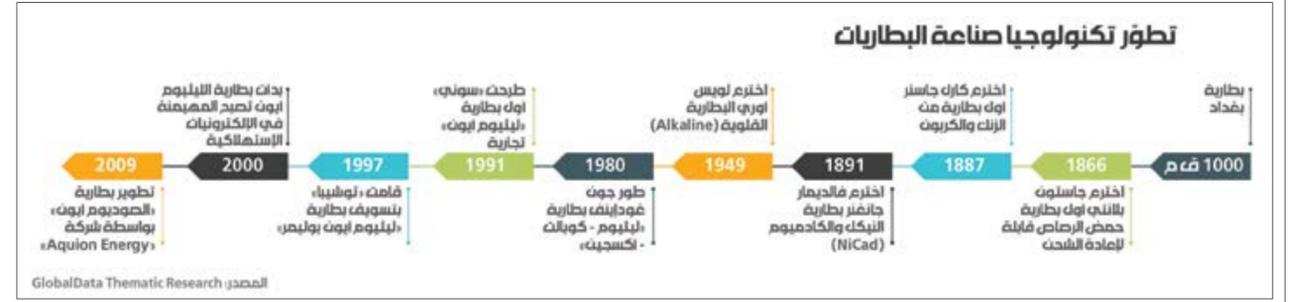 تطوّر تكنولوجيا صناعة البطاريات
بطارية
بغداد
1000 ق م
1866
اخترع جاستون
بلانتي اول بطارية
حمض الرصاص قابلة
لإعادة الشحن
اخترع كارل جاسنر
اول بطارية من
الزنك والكربون
1887
1891
اخترع فالديمار
جانغنر بطارية
النيكل والكادميوم
(NiCad)
اخترع لويس
اوري البطارية
القلوية (Alkaline)
1949
1980
طور جون
غوداينف بطارية
«ليثيوم - كوبالت
- اكسجين»
طرحت «سوني»
اول بطارية
«ليثيوم ايون»
تجارية
1991
1997
قامت «توشيبا»
بتسويق بطارية
«ليثيوم ايون بوليمر»
بدات بطارية الليثيوم
ايون تصبح المهيمنة
في الإلكترونيات
الإستهلاكية
2000
2009
تطوير بطارية
«الصوديوم ايون»
بواسطة شركة
«Aquion Energy»
المصدر: GlobalData Thematic Research